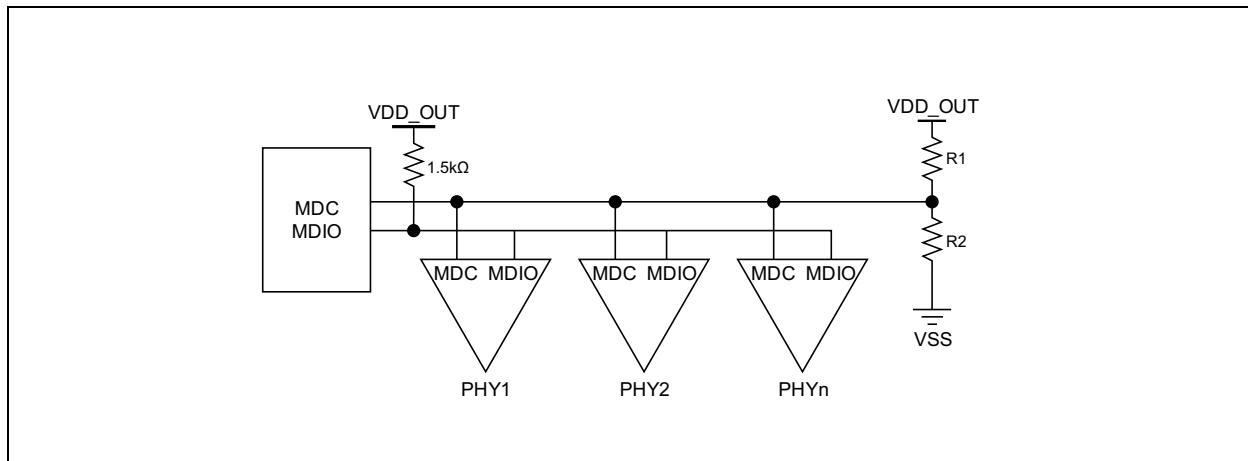 VDD_OUT
VDD_OUT
1.5kΩ
R1
MDC
MDIO
R2
MDC MDIO
MDC MDIO
MDC MDIO
VSS
PHY1
PHY2
PHYn